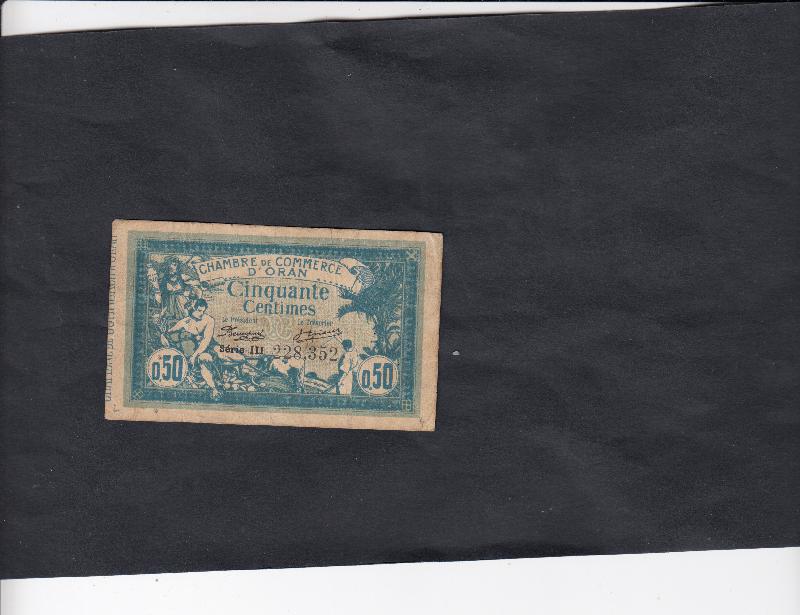 CHAMBRE DE COMMERCE
D'ORAN
Cinquante
Centimes
Le Président Le Trésorier
Série III 228,352
0.50 0.50